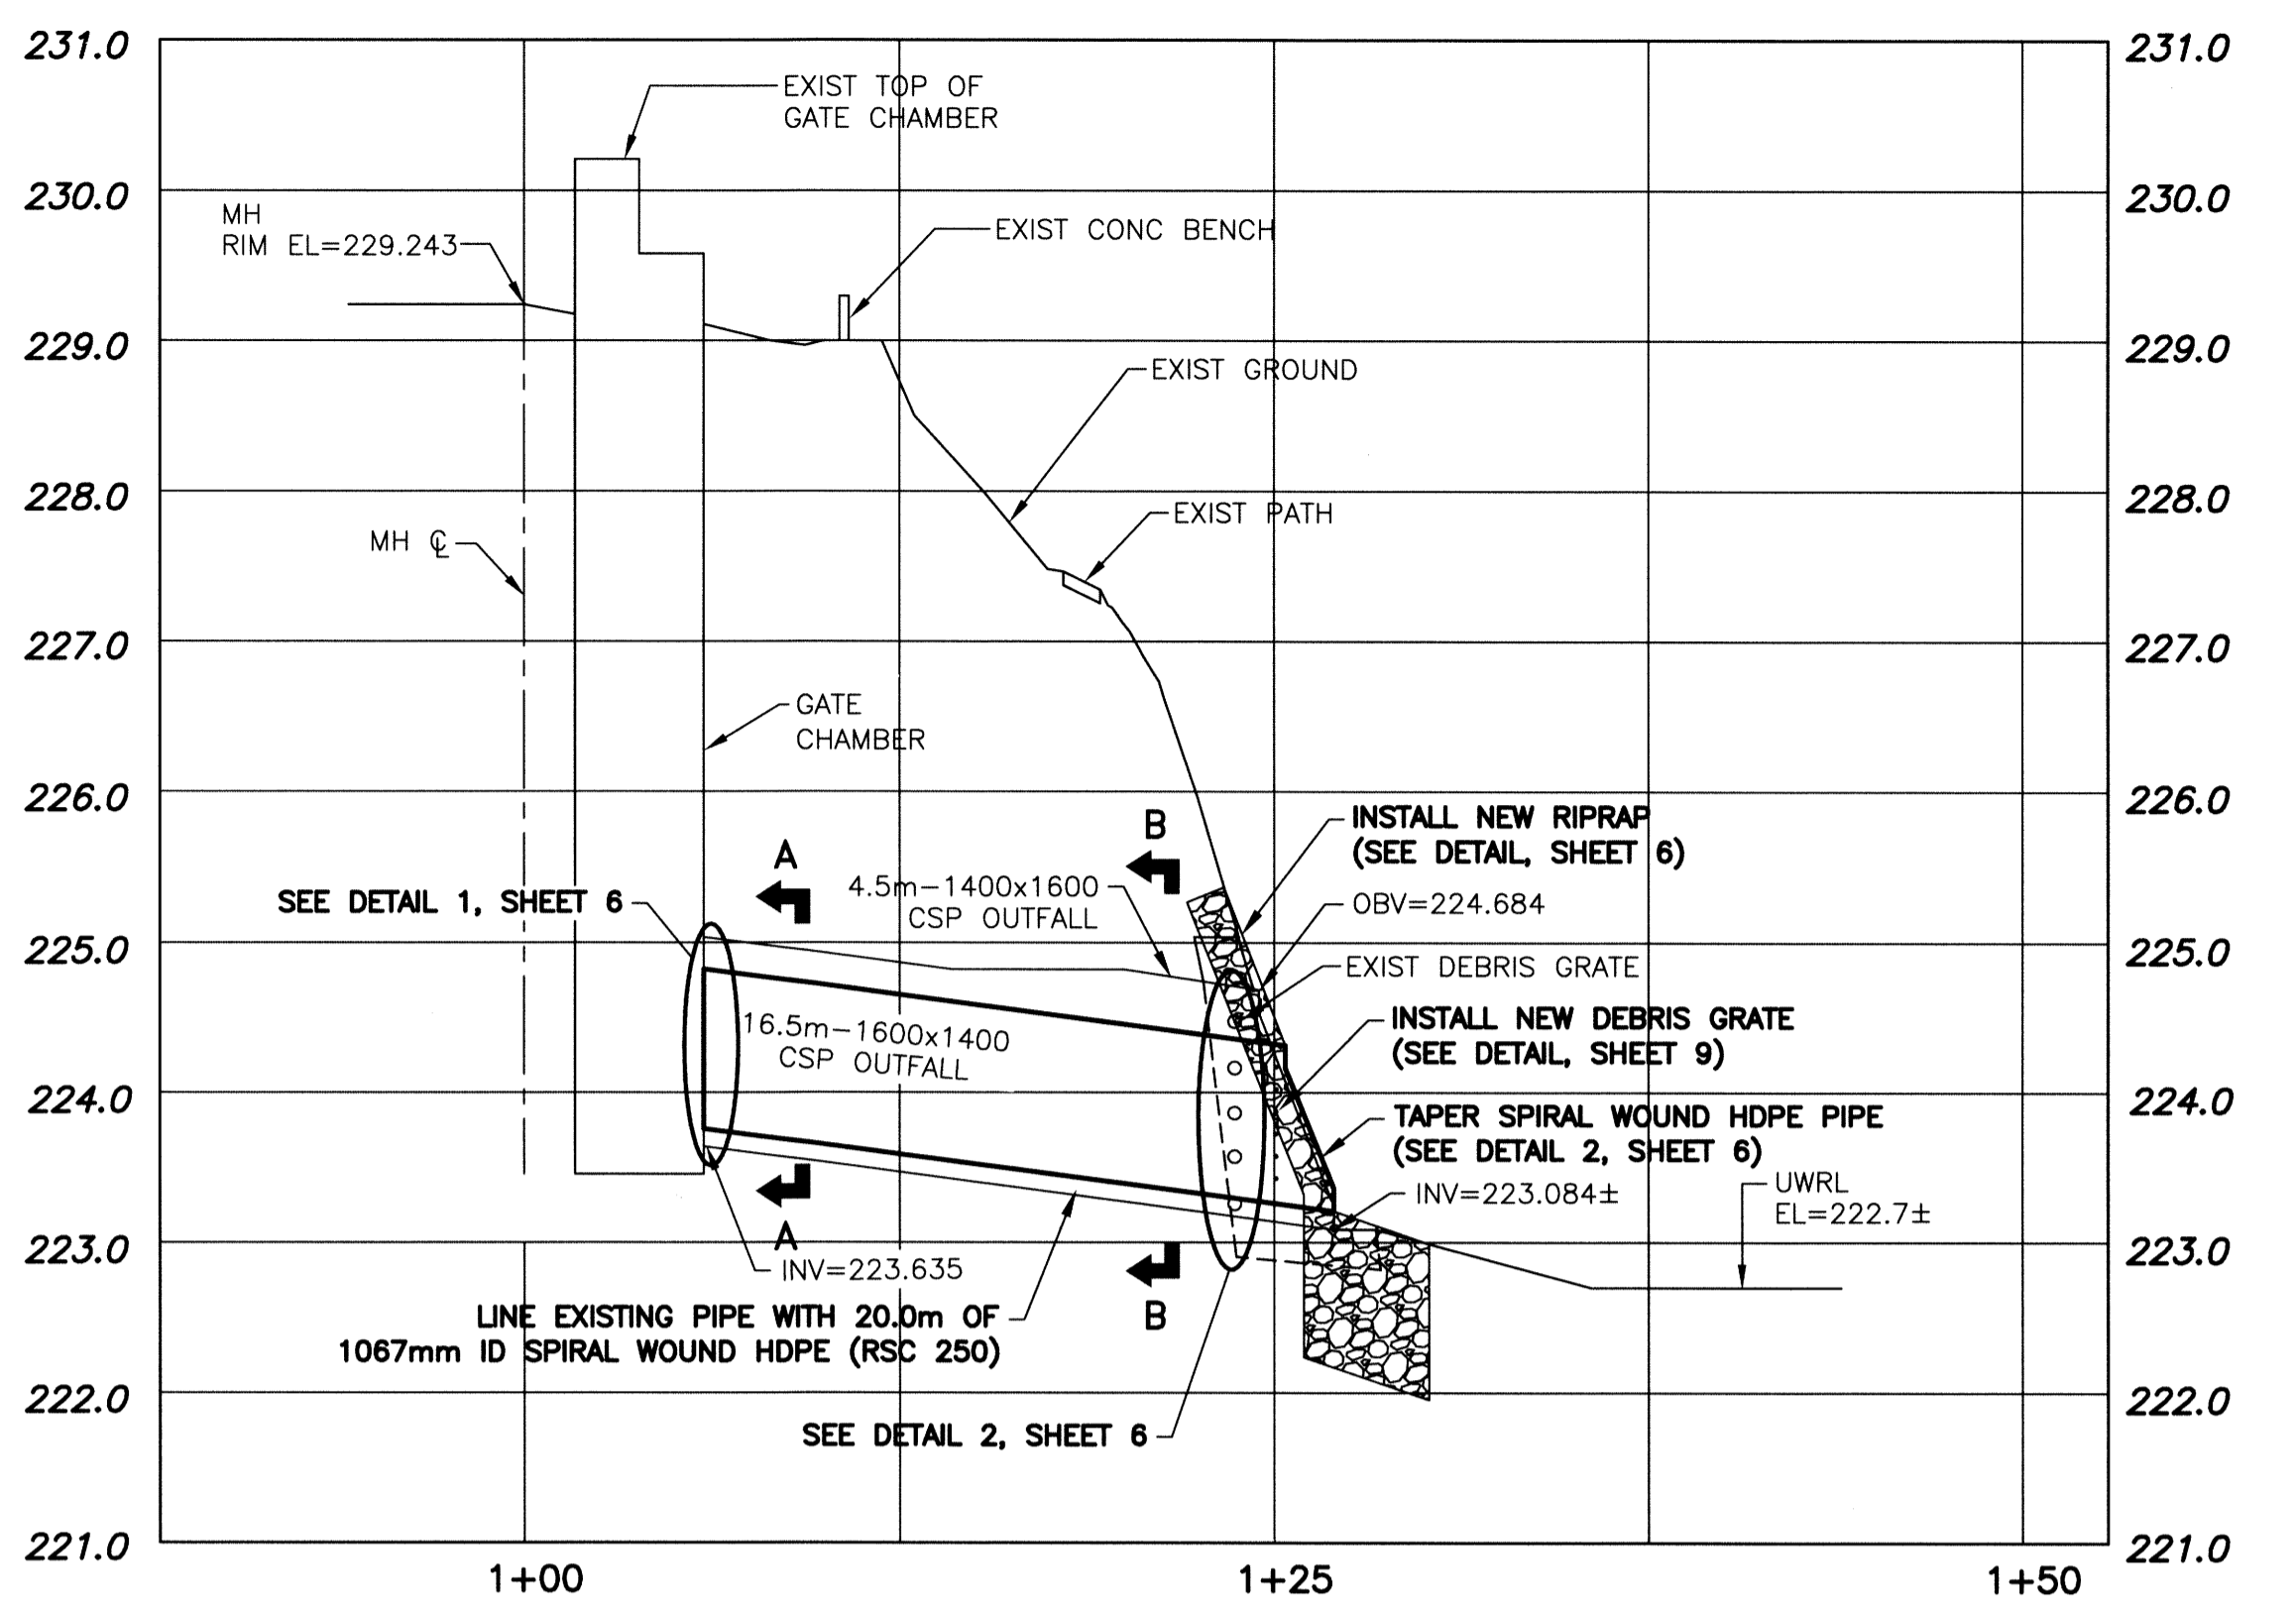 231.0
231.0
EXIST TOP OF
GATE CHAMBER
230.0
230.0
MH
RIM EL=229.243
EXIST CONC BENCH
229.0
229.0
EXIST GROUND
228.0
228.0
EXIST PATH
MH ℄
227.0
227.0
GATE
CHAMBER
226.0
226.0
B
INSTALL NEW RIPRAP
(SEE DETAIL, SHEET 6)
A
4.5m-1400x1600
CSP OUTFALL
SEE DETAIL 1, SHEET 6
OBV=224.684
225.0
225.0
EXIST DEBRIS GRATE
16.5m-1600x1400
CSP OUTFALL
INSTALL NEW DEBRIS GRATE
(SEE DETAIL, SHEET 9)
224.0
224.0
TAPER SPIRAL WOUND HDPE PIPE
(SEE DETAIL 2, SHEET 6)
INV=223.084±
UWRL
EL=222.7±
A
223.0
223.0
INV=223.635
B
LINE EXISTING PIPE WITH 20.0m OF
1067mm ID SPIRAL WOUND HDPE (RSC 250)
222.0
222.0
SEE DETAIL 2, SHEET 6
221.0
221.0
1+00
1+25
1+50